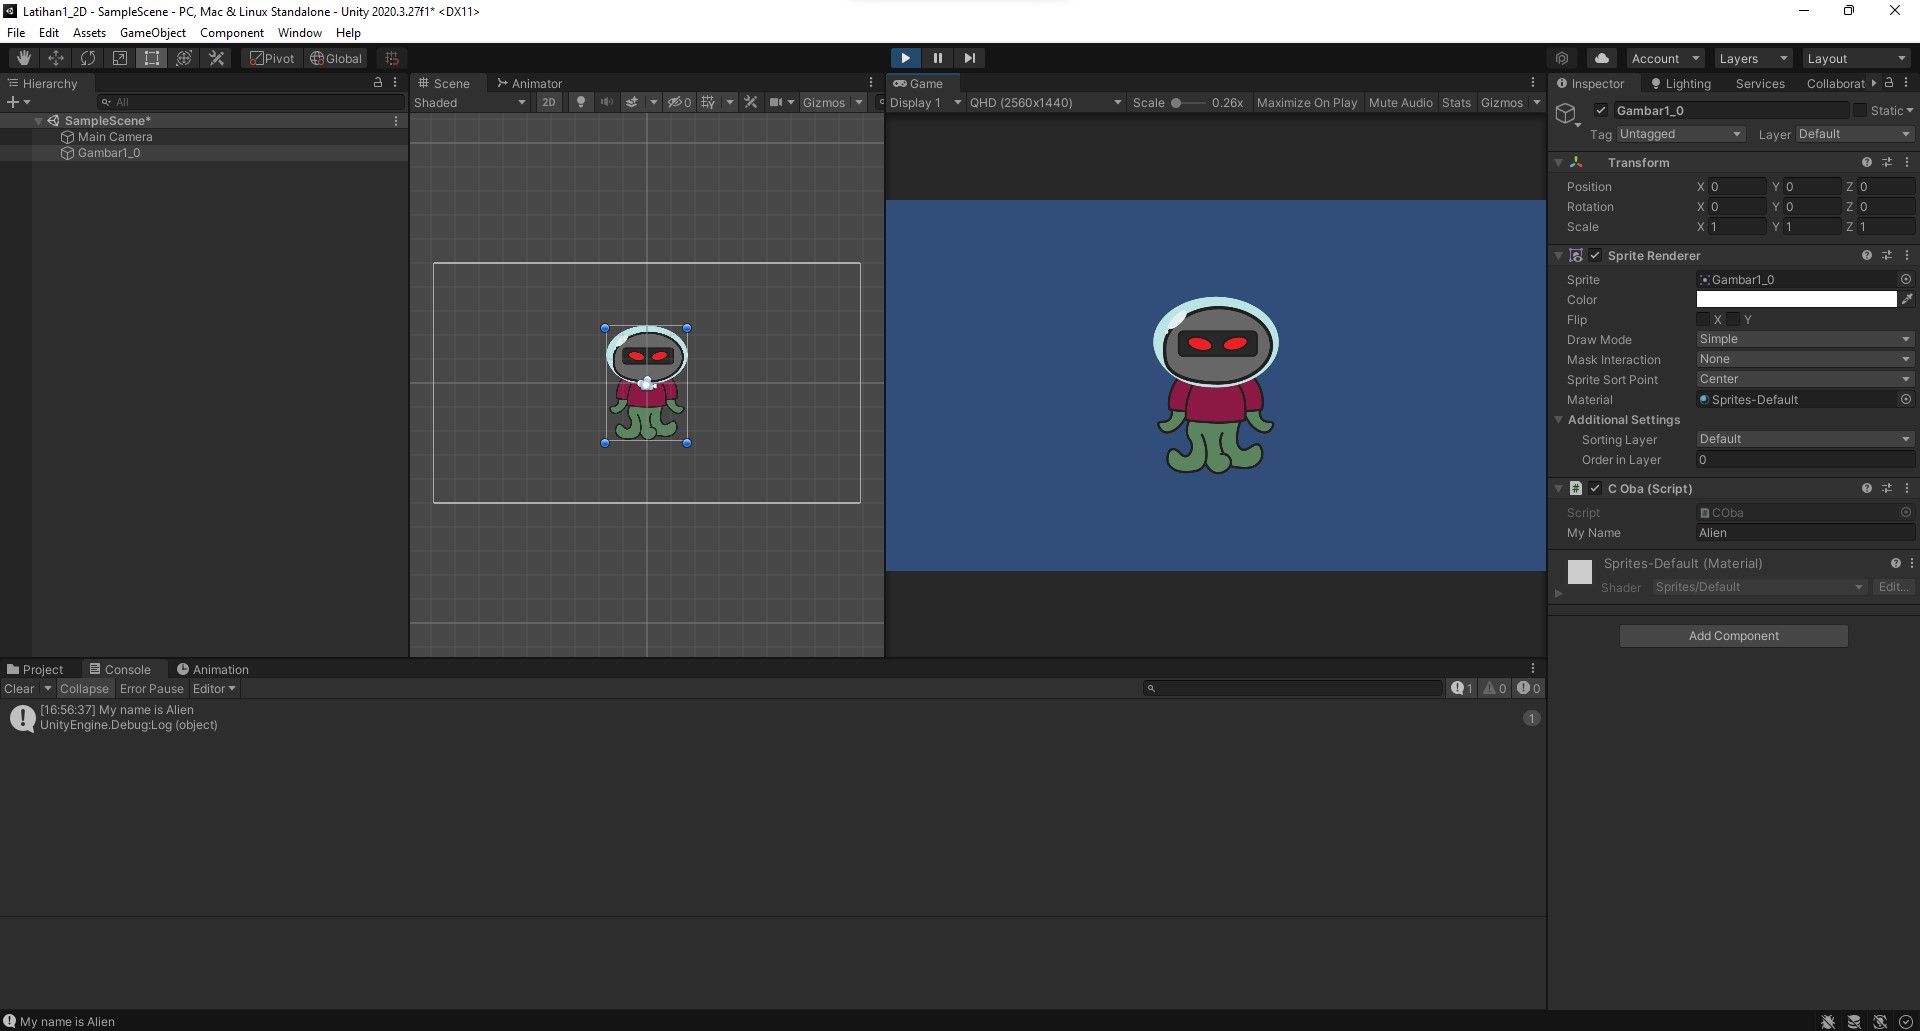 Latihan1_2D - SampleScene - PC, Mac & Linux Standalone - Unity 2020.3.27f1* <DX11>
File Edit Assets GameObject Component Window Help
Pivot Global Account Layers Layout
Hierarchy
All
SampleScene*
Main Camera
Gambar1_0
Scene Animator
Shaded 2D 0 Gizmos
Game
Display 1 QHD (2560x1440) Scale 0.26x Maximize On Play Mute Audio Stats Gizmos
Inspector Lighting Services Collaborat
Gambar1_0 Static
Tag Untagged Layer Default
Transform
Position X 0 Y 0 Z 0
Rotation X 0 Y 0 Z 0
Scale X 1 Y 1 Z 1
Sprite Renderer
Sprite Gambar1_0
Color
Flip X Y
Draw Mode Simple
Mask Interaction None
Sprite Sort Point Center
Material Sprites-Default
Additional Settings
Sorting Layer Default
Order in Layer 0
# C Oba (Script)
Script COba
My Name Alien
Sprites-Default (Material)
Shader Sprites/Default Edit...
Add Component
Project Console Animation
Clear Collapse Error Pause Editor 1 0 0
[16:56:37] My name is Alien
UnityEngine.Debug:Log (object)
1
My name is Alien